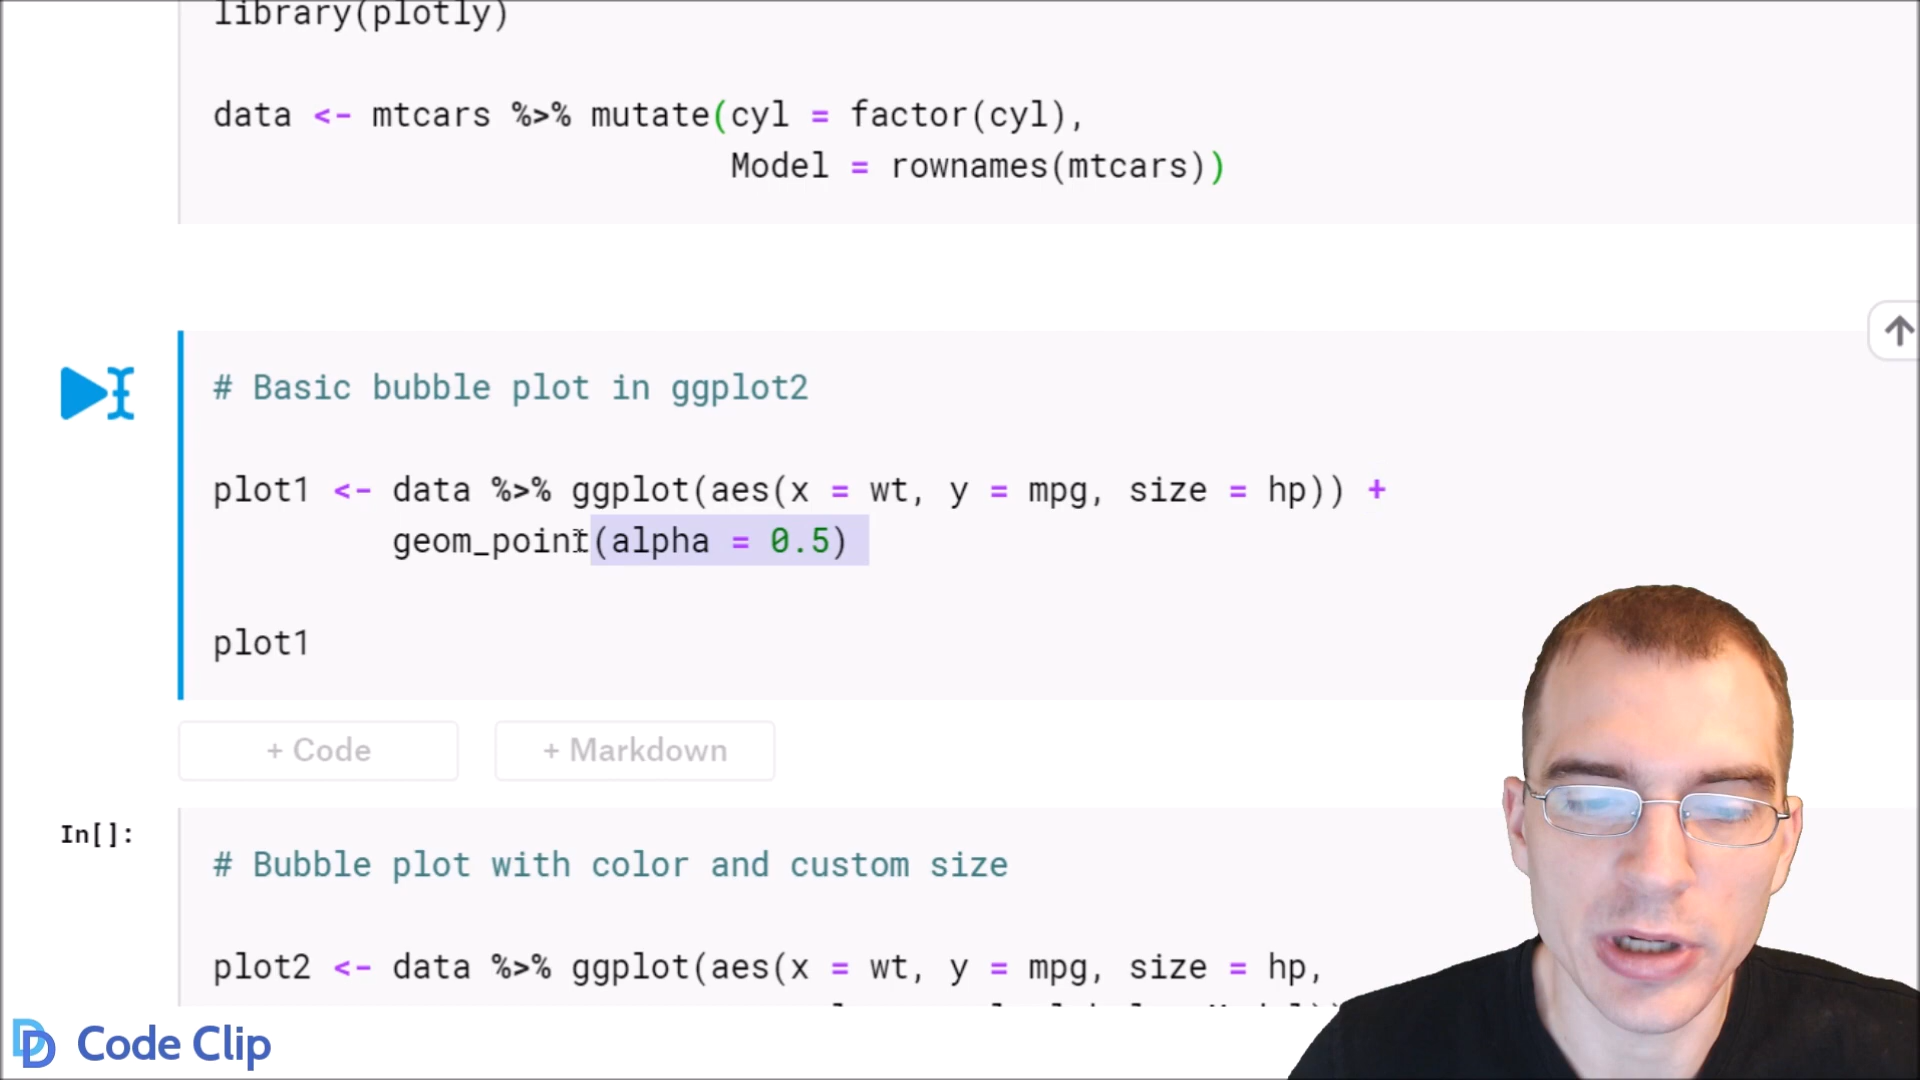 library(plotly)
data <- mtcars %>% mutate(cyl = factor(cyl),
Model = rownames(mtcars))
# Basic bubble plot in ggplot2
plot1 <- data %>% ggplot(aes(x = wt, y = mpg, size = hp)) +
geom_point(alpha = 0.5)
plot1
+ Code
+ Markdown
In[]:
# Bubble plot with color and custom size
plot2 <- data %>% ggplot(aes(x = wt, y = mpg, size = hp,
Code Clip